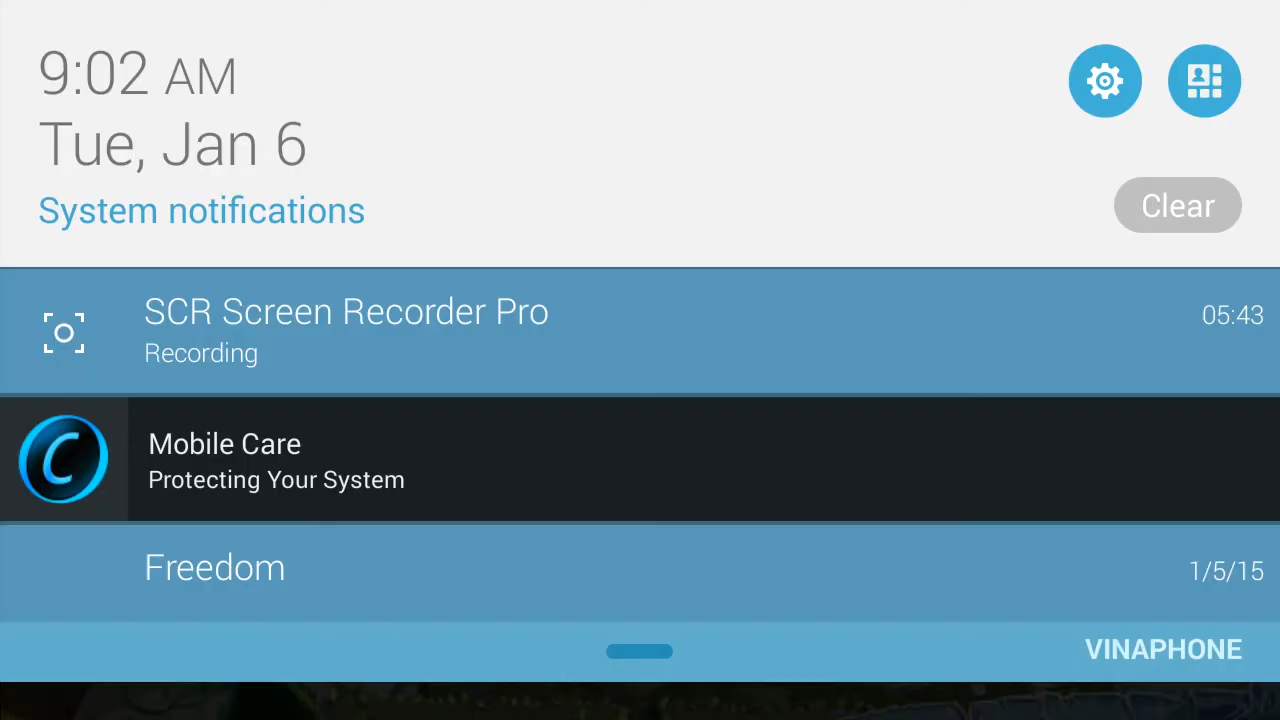 9:02 AM
Tue, Jan 6
System notifications
Clear
SCR Screen Recorder Pro
05:43
Recording
Mobile Care
Protecting Your System
Freedom
1/5/15
VINAPHONE